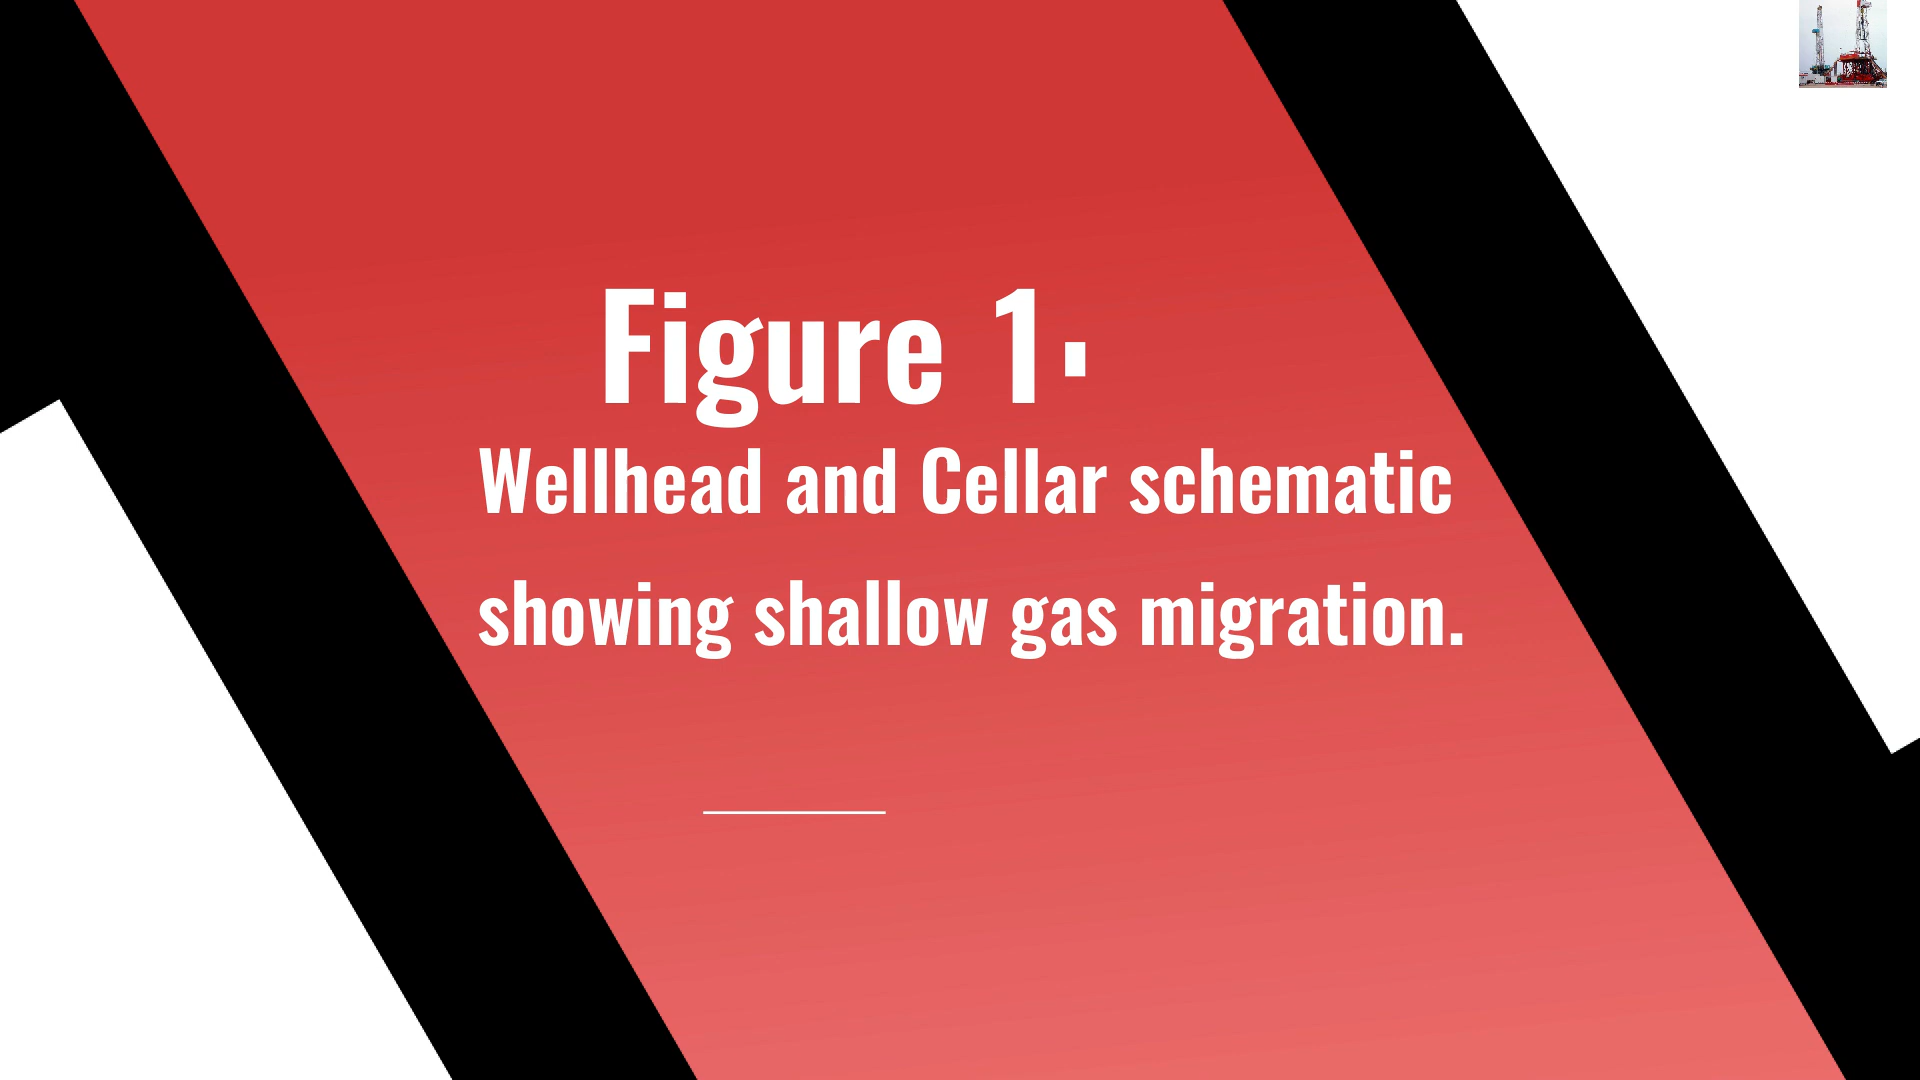 Figure 1·
Wellhead and Cellar schematic
showing shallow gas migration.